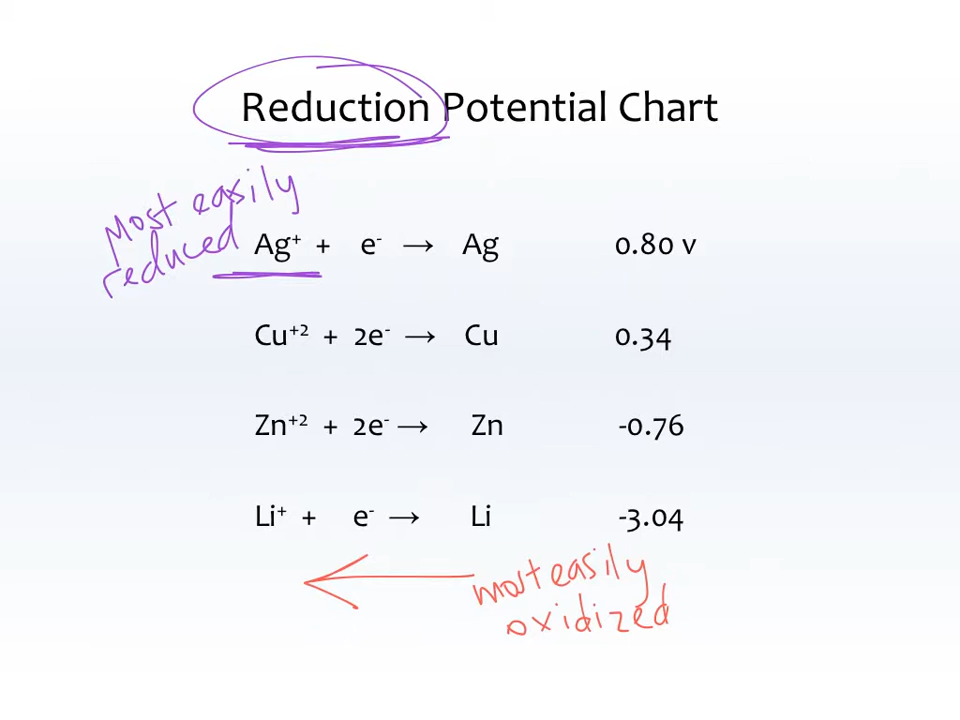 Reduction Potential Chart
Most easily
reduced
Ag⁺ + e⁻ → Ag 0.80 v
Cu⁺² + 2e⁻ → Cu 0.34
Zn⁺² + 2e⁻ → Zn -0.76
Li⁺ + e⁻ → Li -3.04
most easily
oxidized